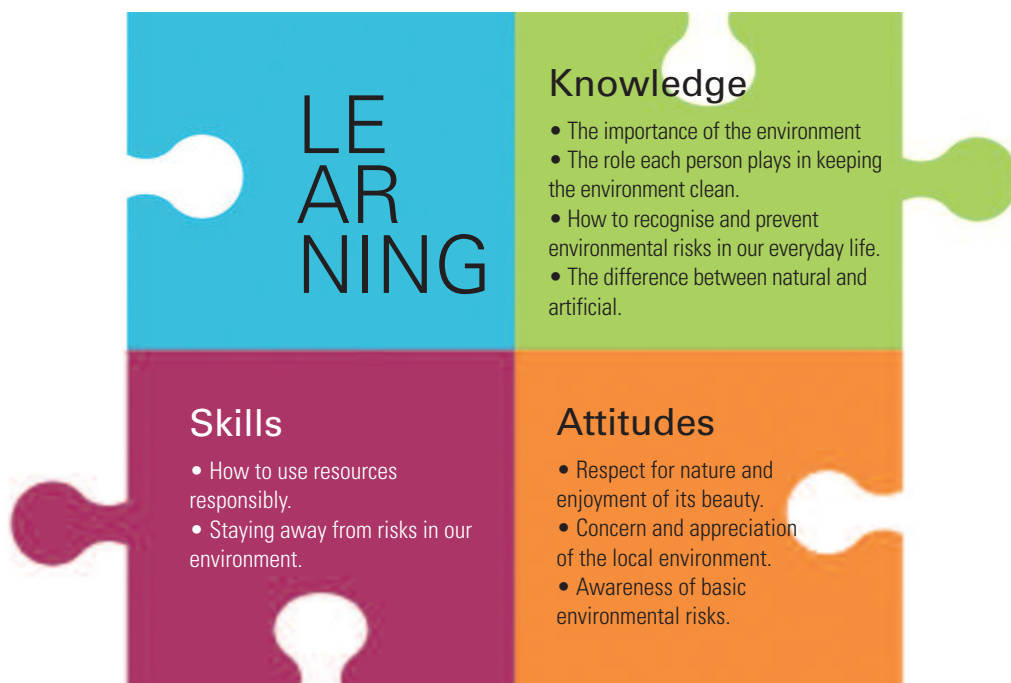 LE
AR
NING
Knowledge
• The importance of the environment
• The role each person plays in keeping
the environment clean.
• How to recognise and prevent
environmental risks in our everyday life.
• The difference between natural and
artificial.
Skills
• How to use resources
responsibly.
• Staying away from risks in our
environment.
Attitudes
• Respect for nature and
enjoyment of its beauty.
• Concern and appreciation
of the local environment.
• Awareness of basic
environmental risks.